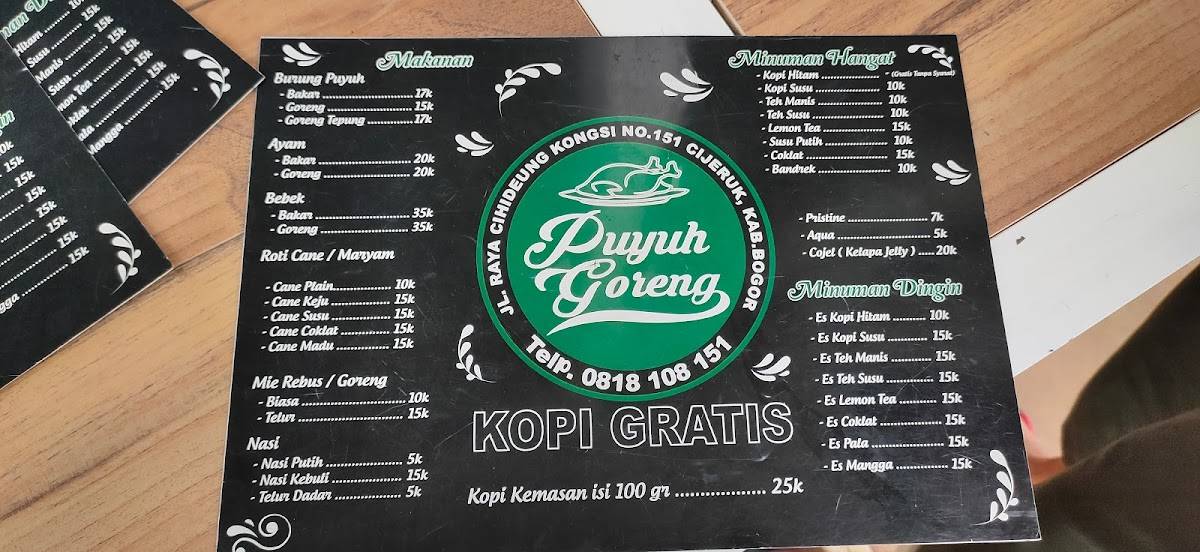 Makanan
Burung Puyuh
- Bakar ........ 17k
- Goreng ........ 15k
- Goreng Tepung ........ 17k
Ayam
- Bakar ........ 20k
- Goreng ........ 20k
Bebek
- Bakar ........ 35k
- Goreng ........ 35k
Roti Cane / Maryam
- Cane Plain ........ 10k
- Cane Keju ........ 15k
- Cane Susu ........ 15k
- Cane Coklat ........ 15k
- Cane Madu ........ 15k
Mie Rebus / Goreng
- Biasa ........ 10k
- Telur ........ 15k
Nasi
- Nasi Putih ........ 5k
- Nasi Kebuli ........ 15k
- Telur Dadar ........ 5k
JL. RAYA CIHIDEUNG KONGSI NO.151 CIJERUK, KAB.BOGOR
Puyuh
Goreng
Telp. 0818 108 151
KOPI GRATIS
Kopi Kemasan isi 100 gr ........ 25k
Minuman Hangat
- Kopi Hitam ........ - (Gratis Tanpa Syarat)
- Kopi Susu ........ 10k
- Teh Manis ........ 10k
- Teh Susu ........ 10k
- Lemon Tea ........ 15k
- Susu Putih ........ 10k
- Coklat ........ 15k
- Bandrek ........ 10k
- Pristine ........ 7k
- Aqua ........ 5k
- Cojet ( Kelapa Jelly ) ..... 20k
Minuman Dingin
- Es Kopi Hitam ........ 10k
- Es Kopi Susu ........ 15k
- Es Teh Manis ........ 15k
- Es Teh Susu ........ 15k
- Es Lemon Tea ........ 15k
- Es Coklat ........ 15k
- Es Pala ........ 15k
- Es Mangga ........ 15k